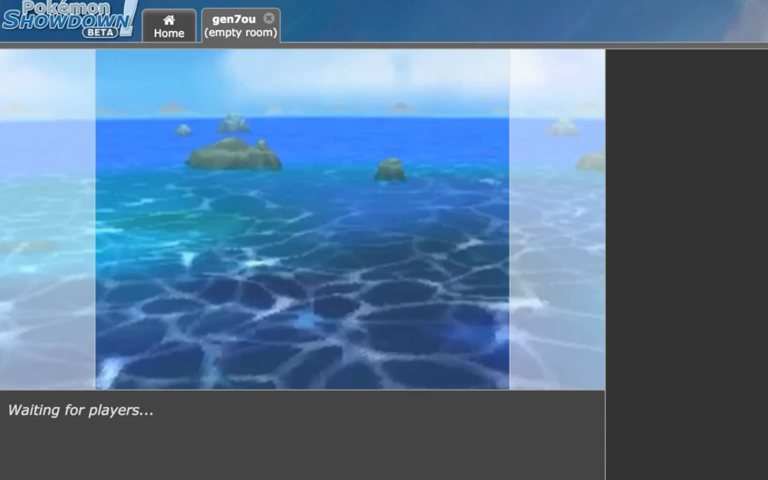 Pokémon
SHOWDOWN!
BETA
Home
gen7ou
(empty room)
Waiting for players...